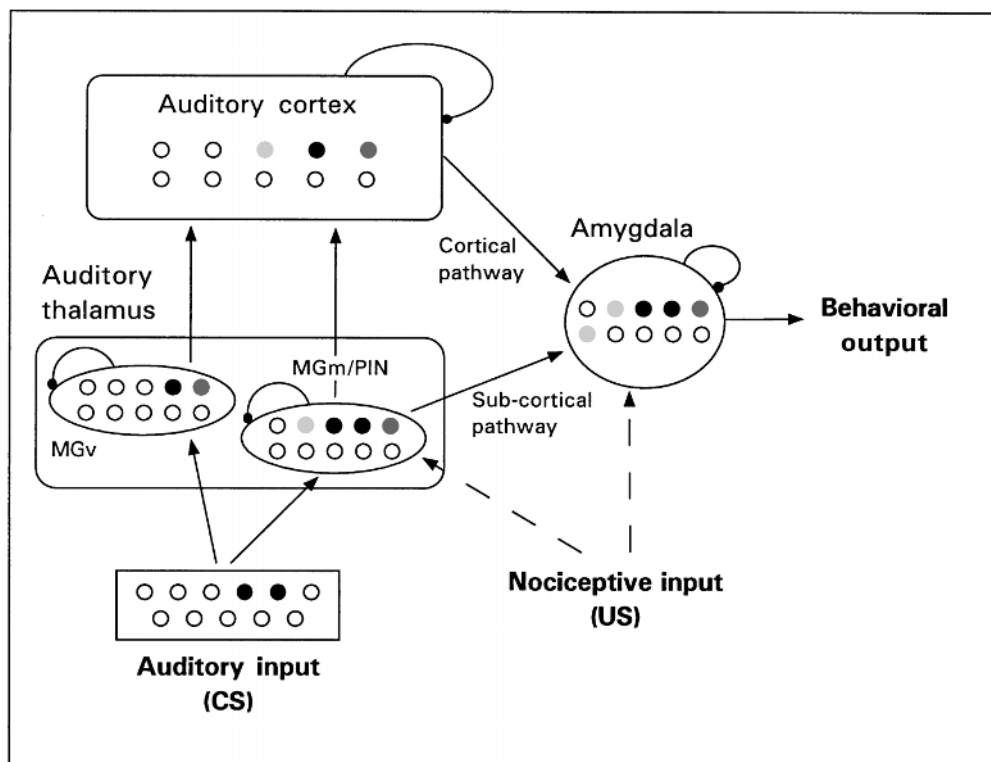 Auditory cortex
Amygdala
Cortical
pathway
Auditory
thalamus
Behavioral
output
MGm/PIN
Sub-cortical
pathway
MGv
Nociceptive input
(US)
Auditory input
(CS)